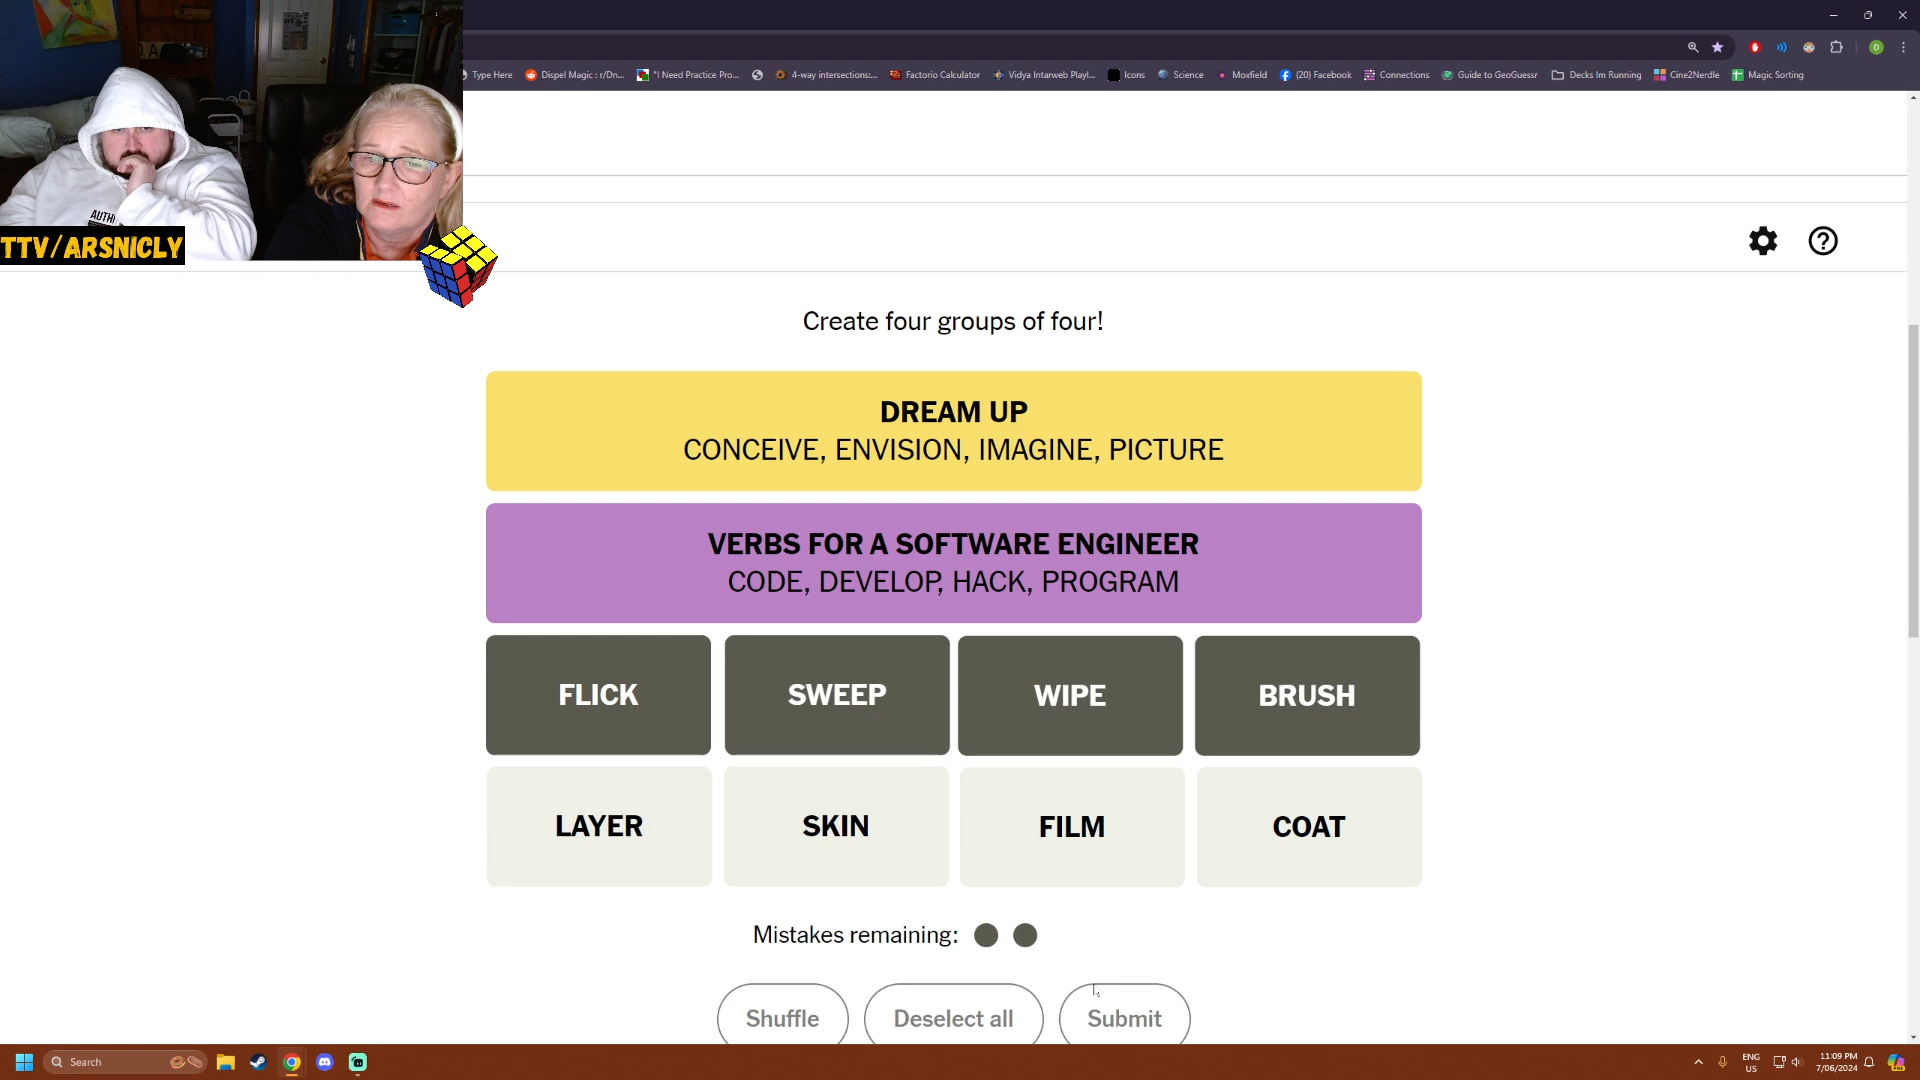 AUTH
TTV/ARSNICLY
Type Here
Dispel Magic : r/Dn...
"I Need Practice Pro...
4-way intersections:...
Factorio Calculator
Vidya Intarweb Playl...
Icons
Science
Moxfield
(20) Facebook
Connections
Guide to GeoGuessr
Decks Im Running
Cine2Nerdle
Magic Sorting
D
Create four groups of four!
DREAM UP
CONCEIVE, ENVISION, IMAGINE, PICTURE
VERBS FOR A SOFTWARE ENGINEER
CODE, DEVELOP, HACK, PROGRAM
FLICK
SWEEP
WIPE
BRUSH
LAYER
SKIN
FILM
COAT
Mistakes remaining:
Shuffle
Deselect all
Submit
Search
ENG
US
11:09 PM
7/06/2024